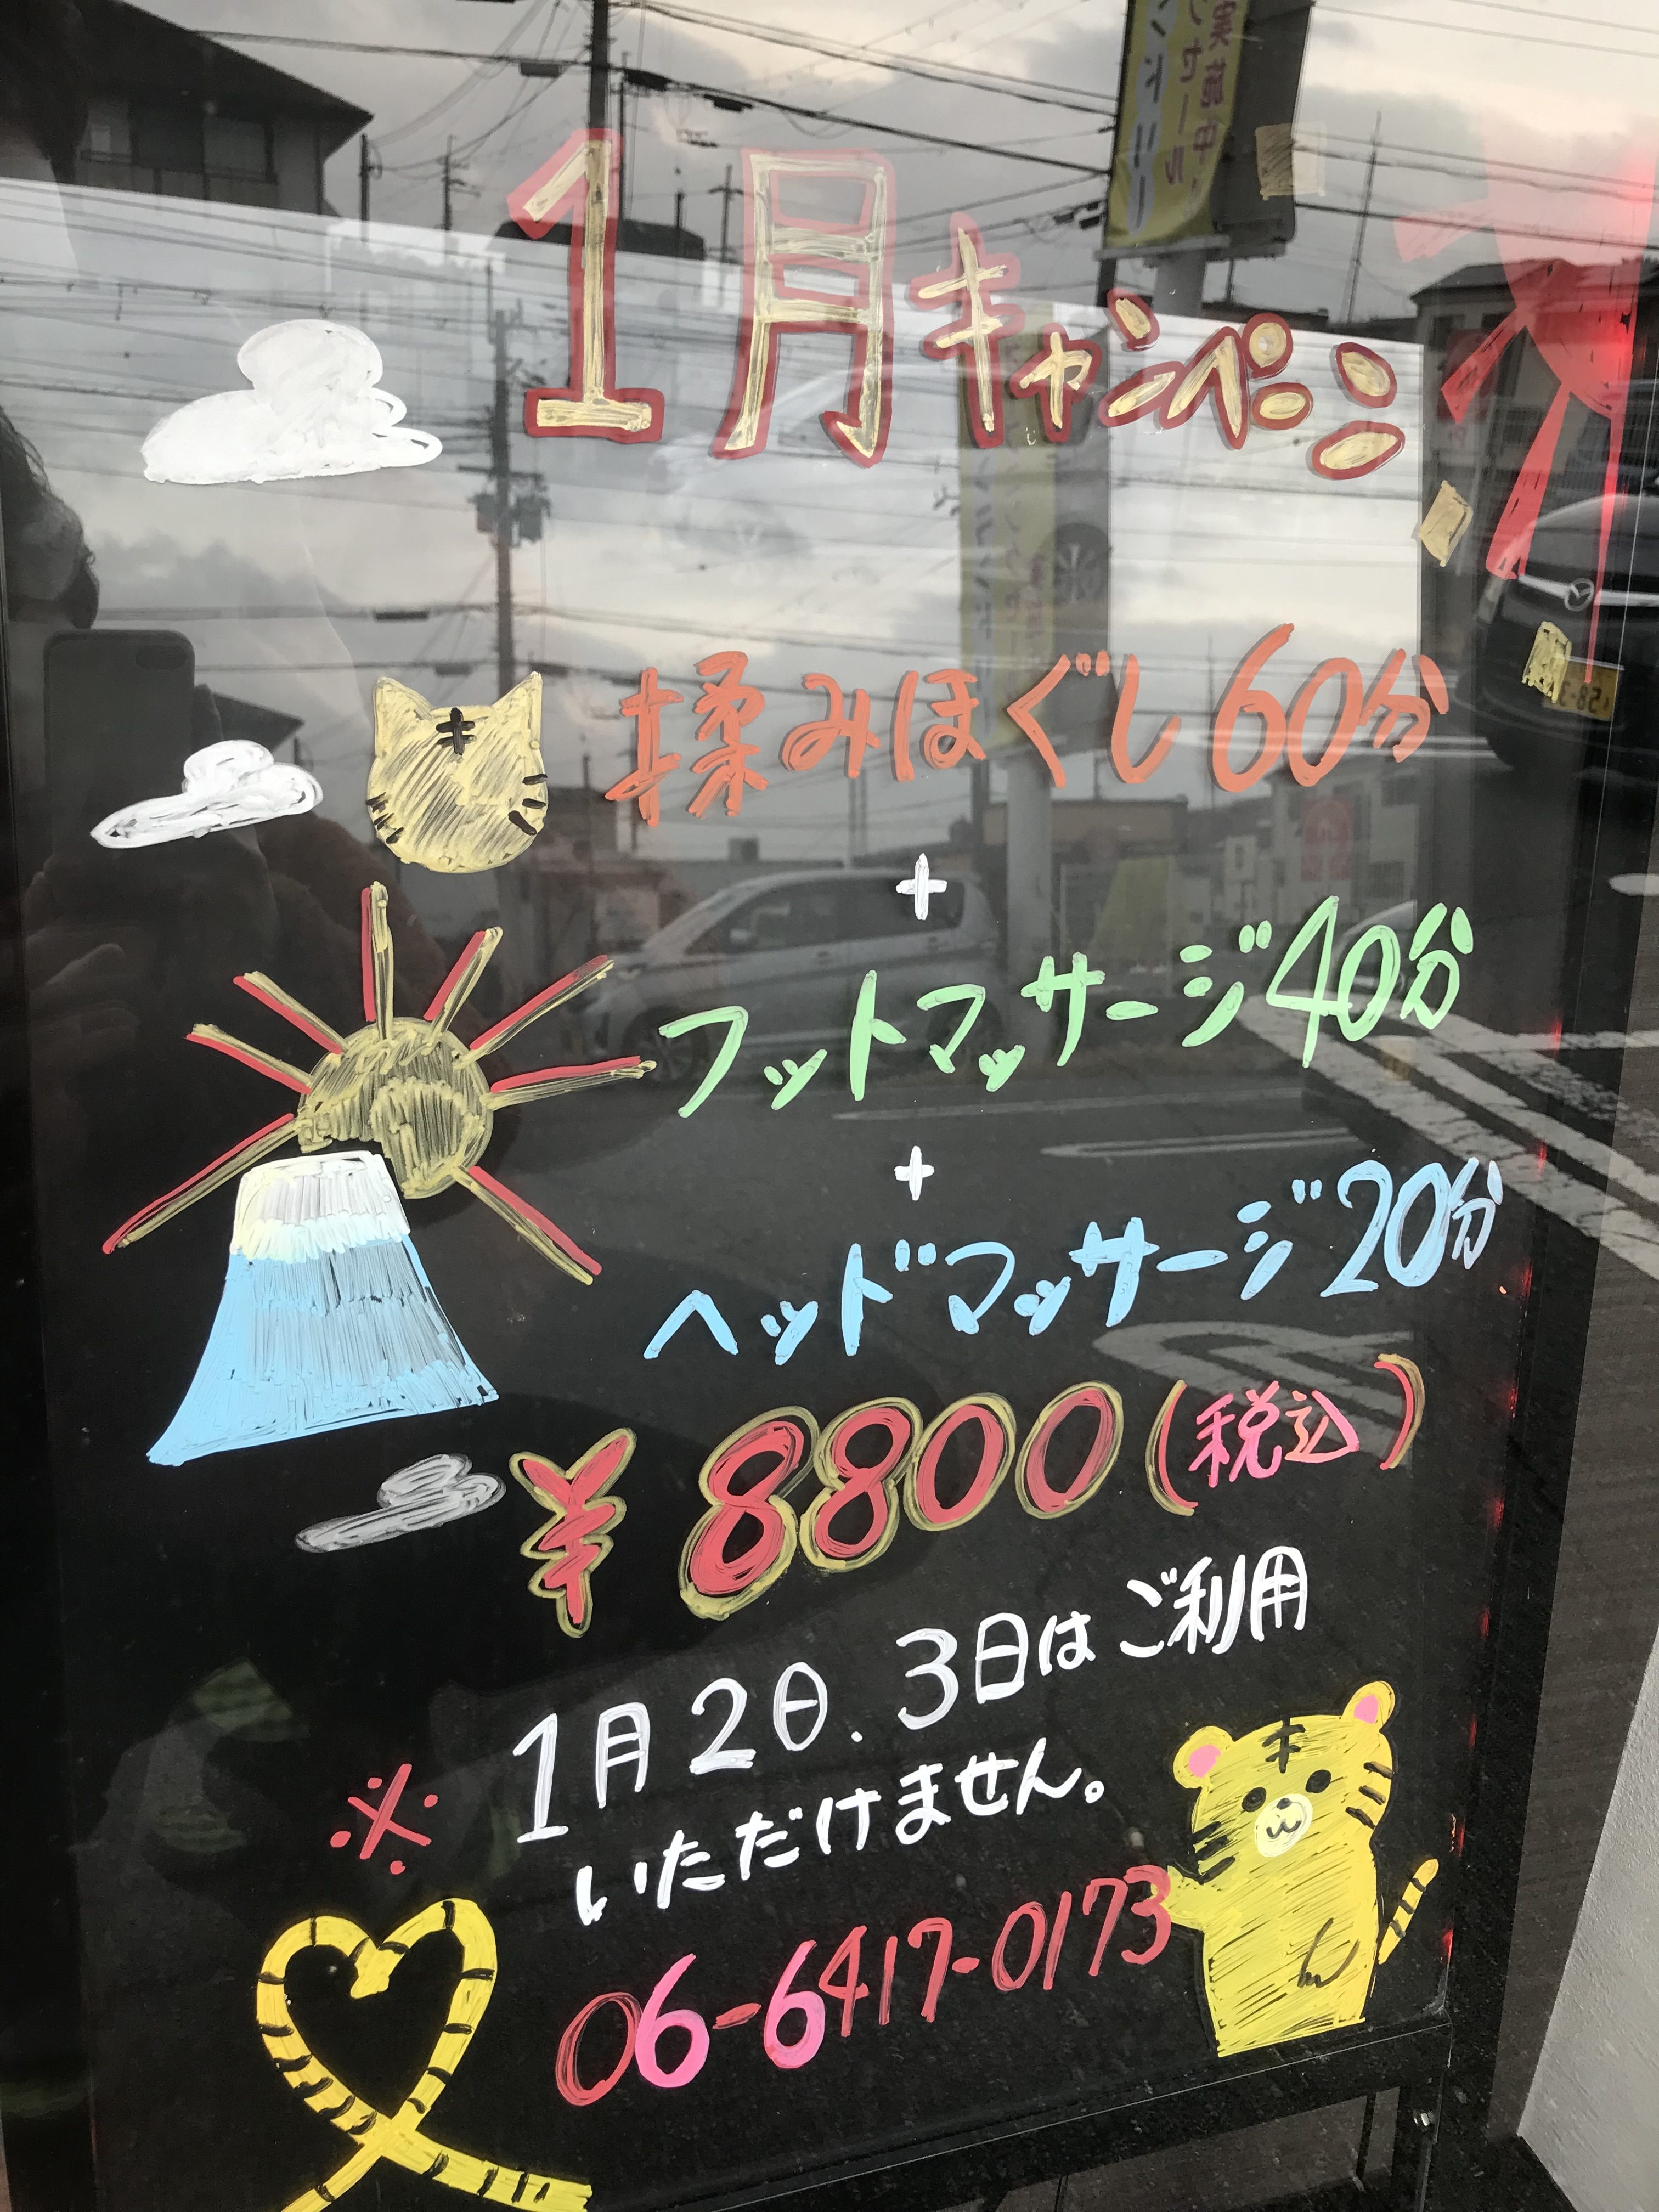 1月キャンペーン
揉みほぐし60分
+
フットマッサージ40分
+
ヘッドマッサージ20分
¥8800(税込)
※1月2日.3日はご利用
いただけません。
06-6417-0173